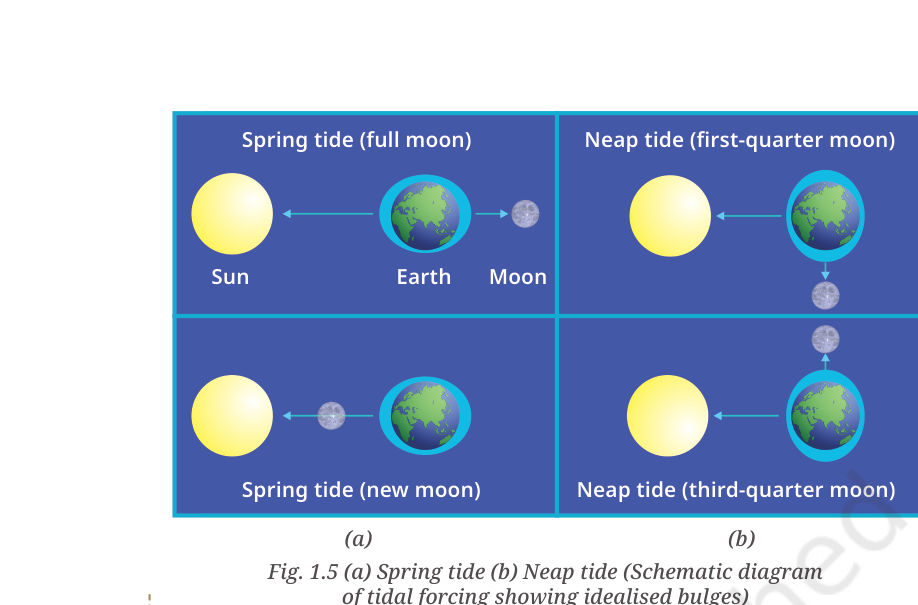 Spring tide (full moon)
Neap tide (first-quarter moon)
Sun
Earth
Moon
Spring tide (new moon)
Neap tide (third-quarter moon)
(a)
(b)
Fig. 1.5 (a) Spring tide (b) Neap tide (Schematic diagram
of tidal forcing showing idealised bulges)